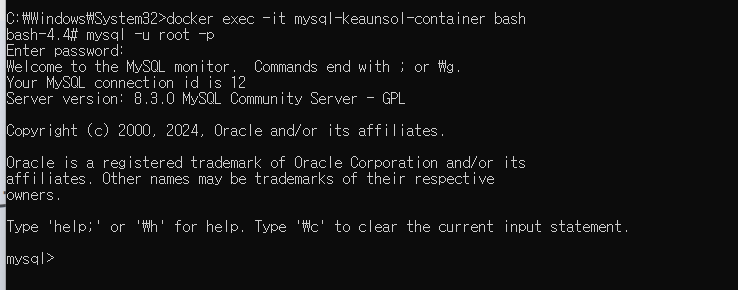 C:₩Windows₩System32>docker exec -it mysql-keaunsol-container bash
bash-4.4# mysql -u root -p
Enter password:
Welcome to the MySQL monitor.  Commands end with ; or ₩g.
Your MySQL connection id is 12
Server version: 8.3.0 MySQL Community Server - GPL
Copyright (c) 2000, 2024, Oracle and/or its affiliates.
Oracle is a registered trademark of Oracle Corporation and/or its
affiliates. Other names may be trademarks of their respective
owners.
Type 'help;' or '₩h' for help. Type '₩c' to clear the current input statement.
mysql>